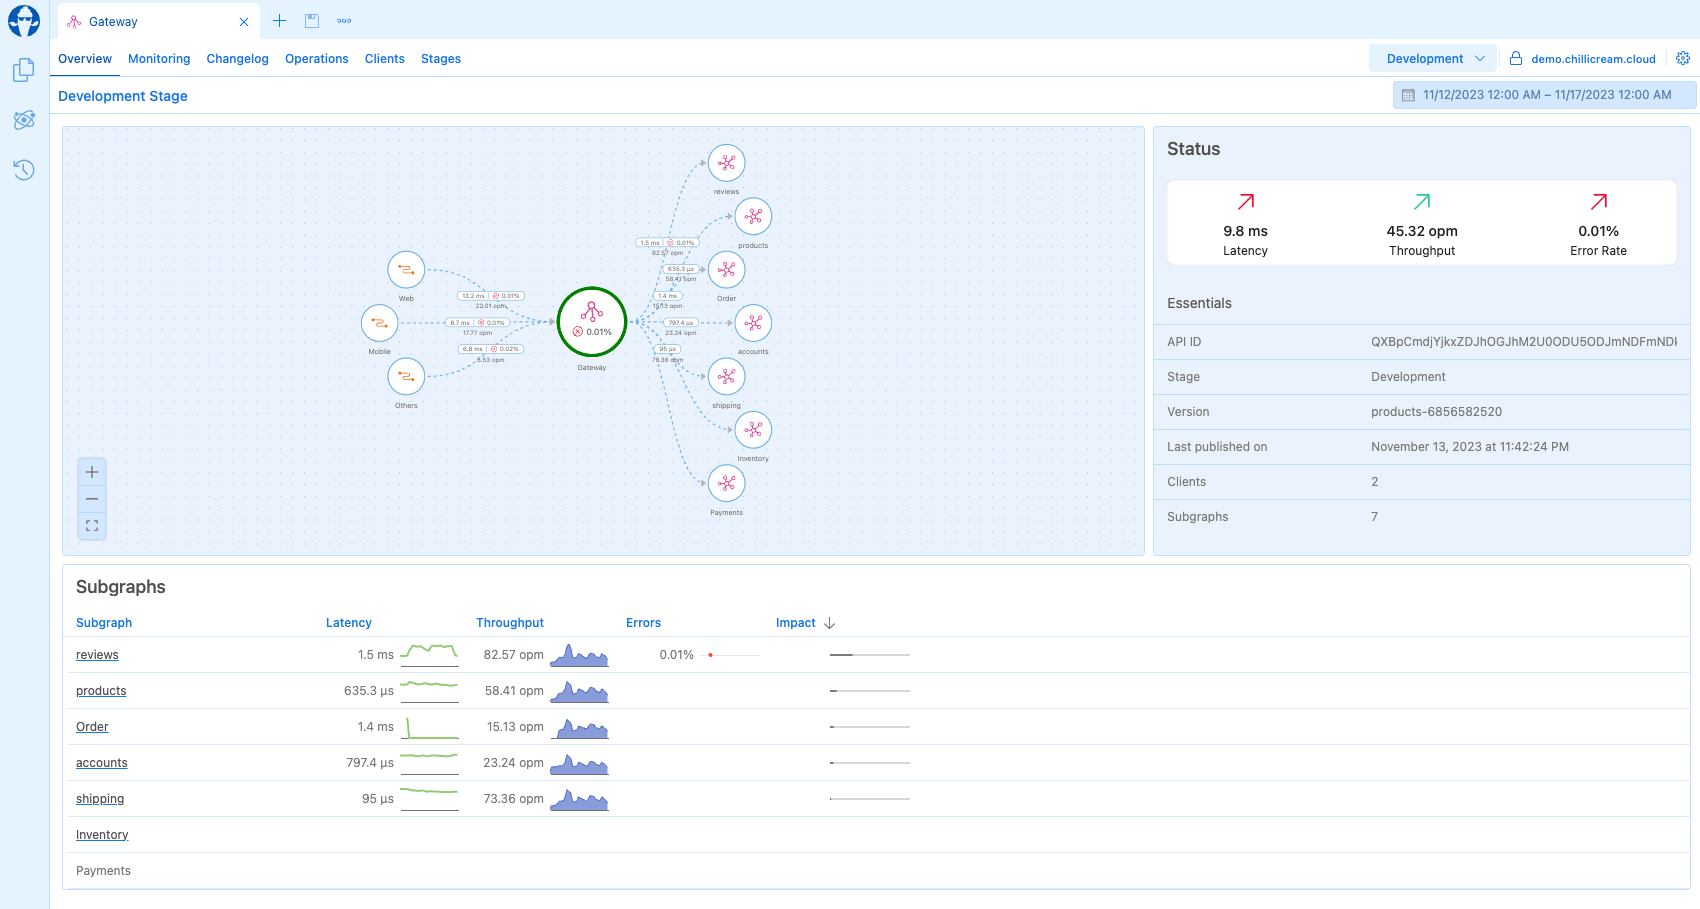 Gateway
Overview Monitoring Changelog Operations Clients Stages
Development demo.chillicream.cloud
Development Stage
11/12/2023 12:00 AM – 11/17/2023 12:00 AM
reviews
products
1.5 ms 0.01%
82.57 opm
635.3 µs
58.41 opm
Order
1.4 ms
15.13 opm
797.4 µs
23.24 opm
accounts
95 µs
shipping
Inventory
Payments
Web
13.2 ms 0.01%
22.01 opm
6.7 ms 0.01%
17.77 opm
Mobile
6.8 ms 0.02%
Others
0.01%
Gateway
Status
9.8 ms
Latency
45.32 opm
Throughput
0.01%
Error Rate
Essentials
API ID QXBpCmdjYjkxZDJhOGJhM2U0ODU5ODJmNDFmND
Stage Development
Version products-6856582520
Last published on November 13, 2023 at 11:42:24 PM
Clients 2
Subgraphs 7
Subgraphs
Subgraph Latency Throughput Errors Impact
reviews 1.5 ms 82.57 opm 0.01%
products 635.3 µs 58.41 opm
Order 1.4 ms 15.13 opm
accounts 797.4 µs 23.24 opm
shipping 95 µs 73.36 opm
Inventory
Payments